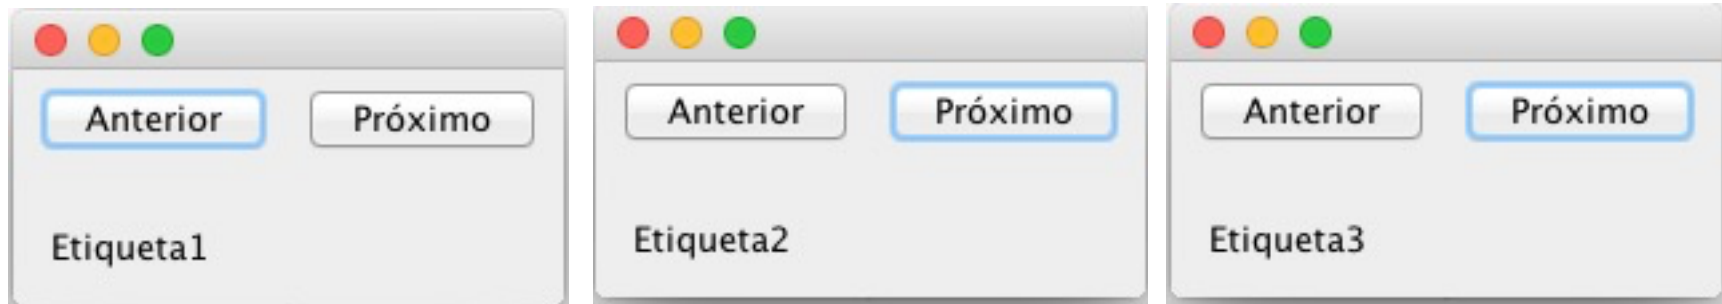 Anterior Próximo
Etiqueta1
Anterior Próximo
Etiqueta2
Anterior Próximo
Etiqueta3